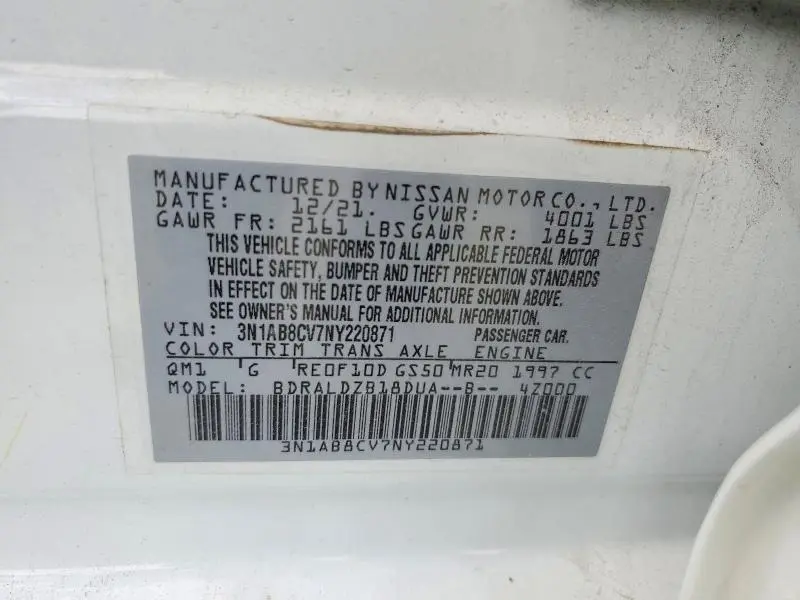 MANUFACTURED BY NISSAN MOTOR CO., LTD.
DATE: 12/21. GVWR: 4001 LBS
GAWR FR: 2161 LBS GAWR RR: 1863 LBS
THIS VEHICLE CONFORMS TO ALL APPLICABLE FEDERAL MOTOR
VEHICLE SAFETY, BUMPER AND THEFT PREVENTION STANDARDS
IN EFFECT ON THE DATE OF MANUFACTURE SHOWN ABOVE.
SEE OWNER'S MANUAL FOR ADDITIONAL INFORMATION.
VIN: 3N1AB8CV7NY220871 PASSENGER CAR.
COLOR TRIM TRANS AXLE ENGINE
QM1 G RE0F10D GS50 MR20 1997 CC
MODEL: BDRALDZB18DUA--B-- 4Z000
3N1AB8CV7NY220871